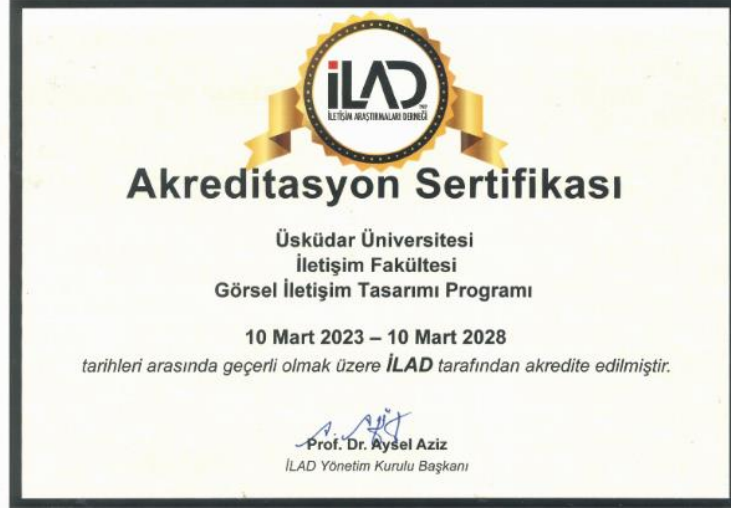 İLAD
İLETİŞİM ARAŞTIRMALARI DERNEĞİ
Akreditasyon Sertifikası
Üsküdar Üniversitesi
İletişim Fakültesi
Görsel İletişim Tasarımı Programı
10 Mart 2023 – 10 Mart 2028
tarihleri arasında geçerli olmak üzere İLAD tarafından akredite edilmiştir.
Prof. Dr. Aysel Aziz
İLAD Yönetim Kurulu Başkanı